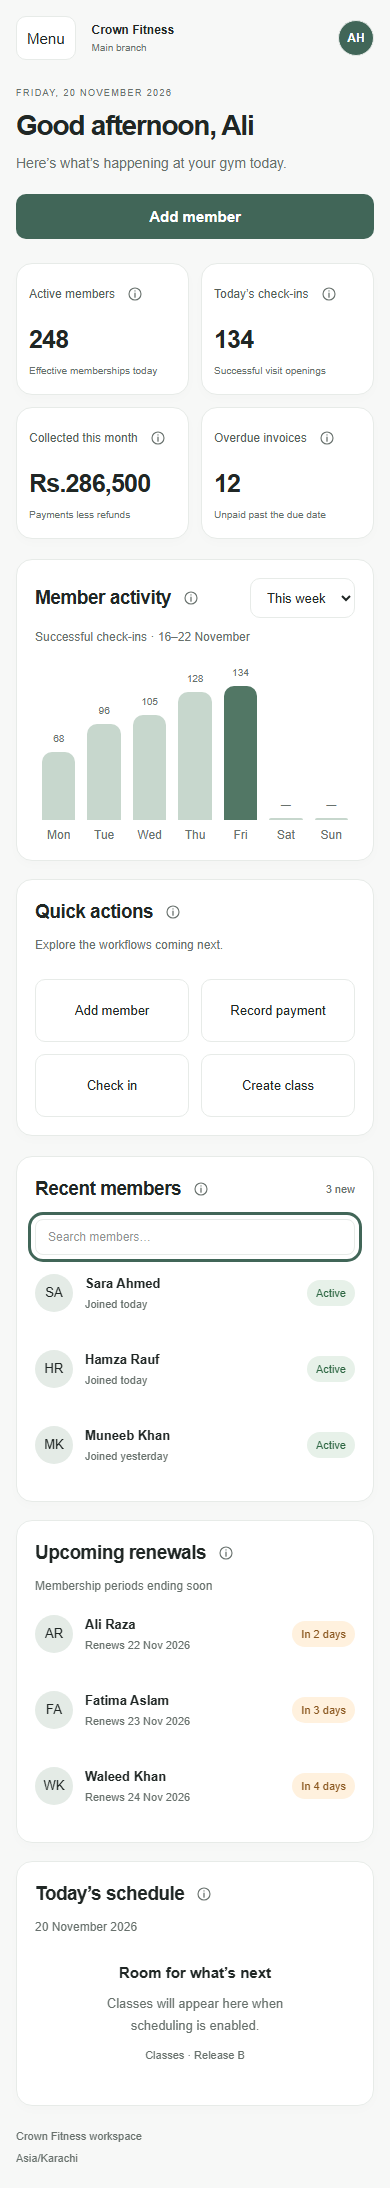 Menu
Crown Fitness
Main branch
AH
FRIDAY, 20 NOVEMBER 2026
Good afternoon, Ali
Here's what's happening at your gym today.
Add member
Active members
248
Effective memberships today
Today's check-ins
134
Successful visit openings
Collected this month
Rs.286,500
Payments less refunds
Overdue invoices
12
Unpaid past the due date
Member activity
This week
Successful check-ins · 16–22 November
68 96 105 128 134 — —
Mon Tue Wed Thu Fri Sat Sun
Quick actions
Explore the workflows coming next.
Add member
Record payment
Check in
Create class
Recent members
3 new
Search members...
SA
Sara Ahmed
Joined today
Active
HR
Hamza Rauf
Joined today
Active
MK
Muneeb Khan
Joined yesterday
Active
Upcoming renewals
Membership periods ending soon
AR
Ali Raza
Renews 22 Nov 2026
In 2 days
FA
Fatima Aslam
Renews 23 Nov 2026
In 3 days
WK
Waleed Khan
Renews 24 Nov 2026
In 4 days
Today's schedule
20 November 2026
Room for what's next
Classes will appear here when
scheduling is enabled.
Classes · Release B
Crown Fitness workspace
Asia/Karachi